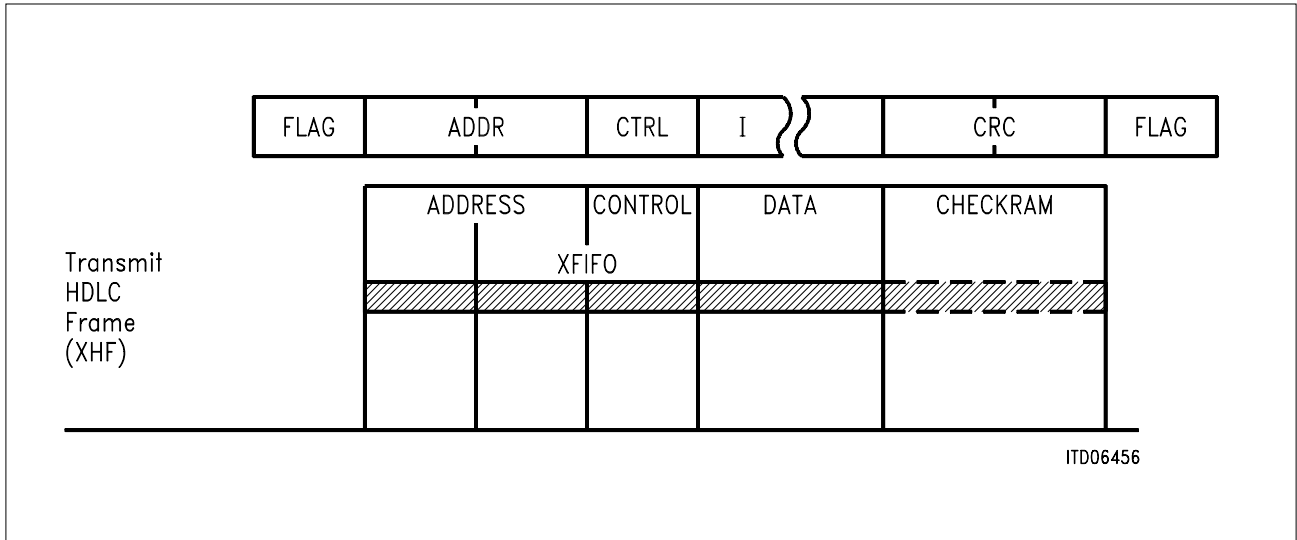 FLAG ADDR CTRL I CRC FLAG
ADDRESS CONTROL DATA CHECKRAM
XFIFO
Transmit
HDLC
Frame
(XHF)
ITD06456